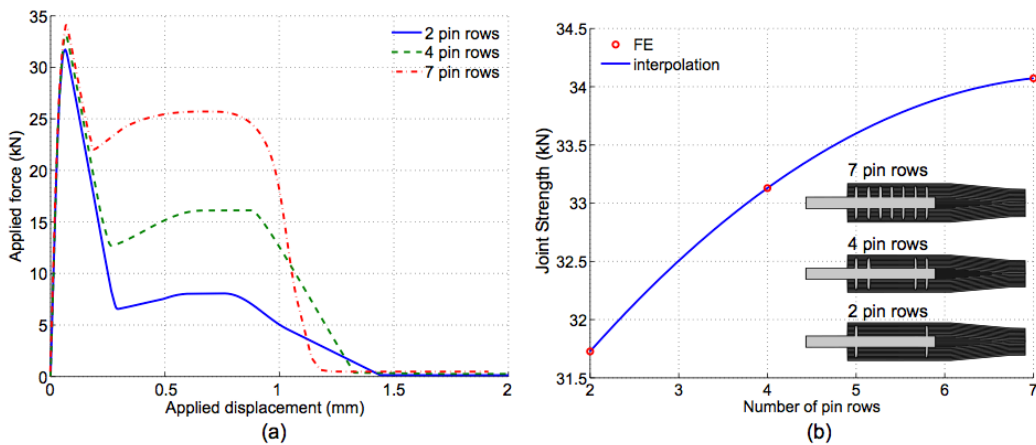 35
30
25
20
15
10
5
0
Applied force (kN)
2 pin rows
4 pin rows
7 pin rows
0
0.5
1
1.5
2
Applied displacement (mm)
(a)
34.5
34
33.5
33
32.5
32
31.5
Joint Strength (kN)
FE
interpolation
7 pin rows
4 pin rows
2 pin rows
2
3
4
5
6
7
Number of pin rows
(b)